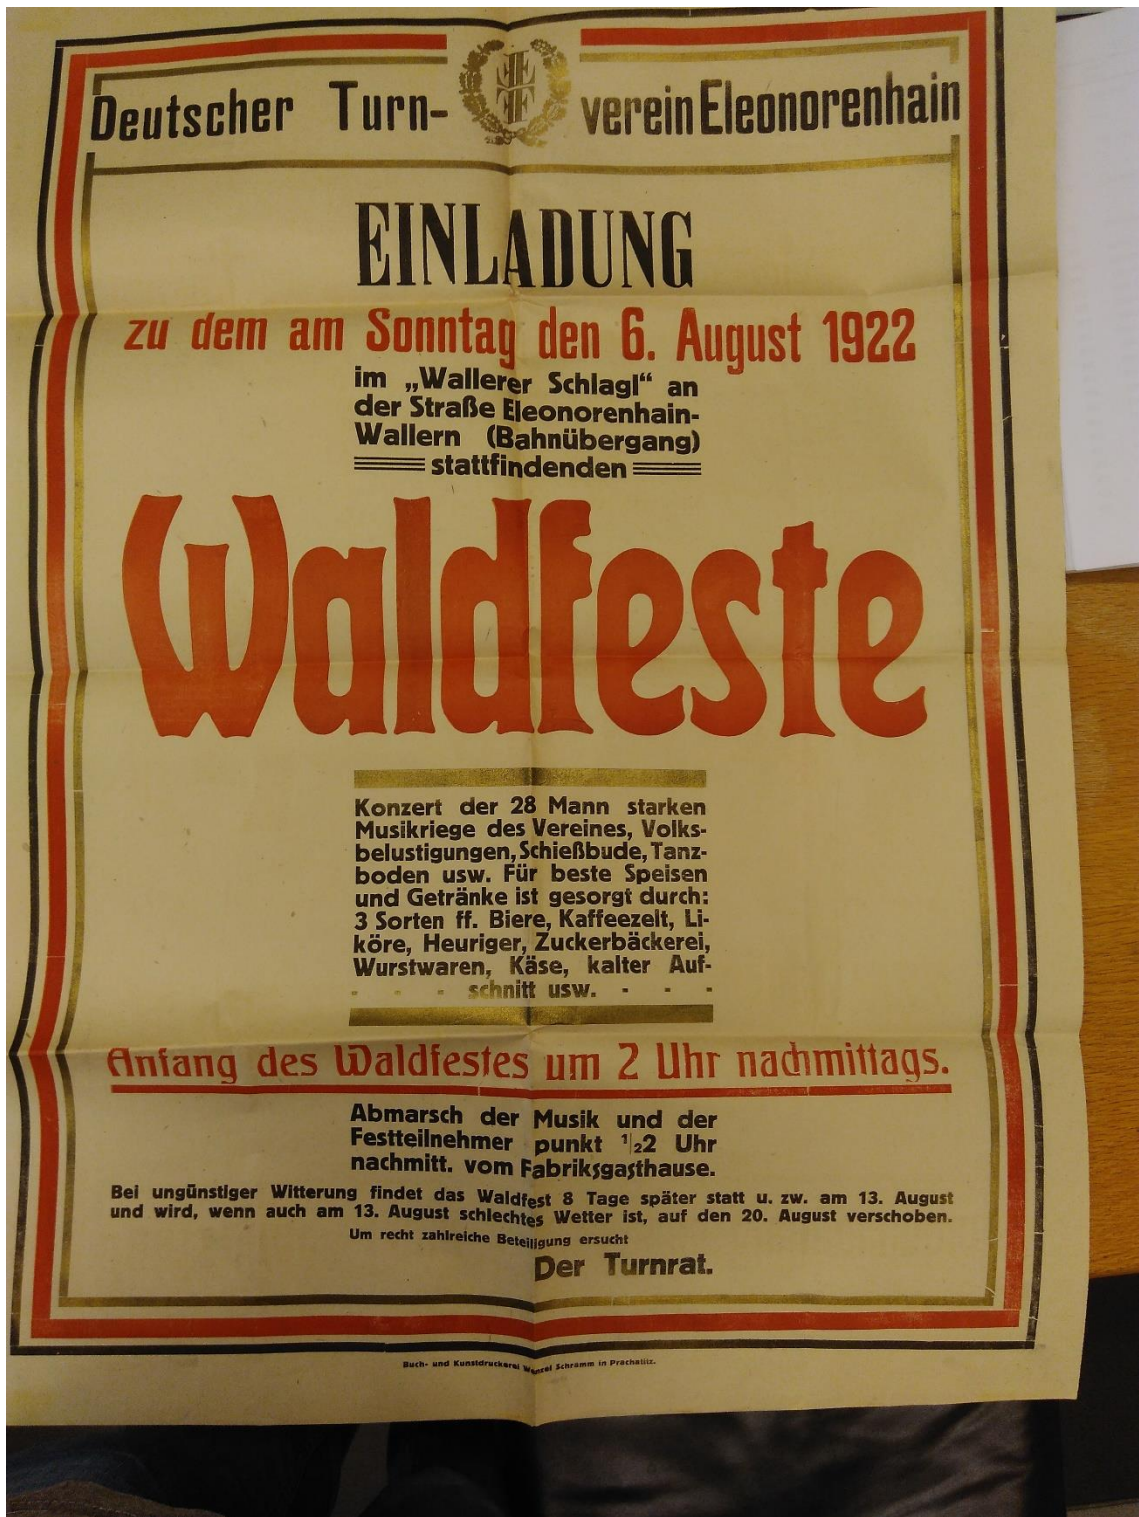 Deutscher Turn-verein Eleonorenhain
EINLADUNG
zu dem am Sonntag den 6. August 1922
im „Wallerer Schlagl“ an
der Straße Eleonorenhain-
Wallern (Bahnübergang)
stattfindenden
Waldfeste
Konzert der 28 Mann starken
Musikriege des Vereines, Volks-
belustigungen, Schießbude, Tanz-
boden usw. Für beste Speisen
und Getränke ist gesorgt durch:
3 Sorten ff. Biere, Kaffeezelt, Li-
köre, Heuriger, Zuckerbäckerei,
Wurstwaren, Käse, kalter Auf-
- - - schnitt usw. - - -
Anfang des Waldfestes um 2 Uhr nachmittags.
Abmarsch der Musik und der
Festteilnehmer punkt 1/22 Uhr
nachmitt. vom Fabriksgasthause.
Bei ungünstiger Witterung findet das Waldfest 8 Tage später statt u. zw. am 13. August
und wird, wenn auch am 13. August schlechtes Wetter ist, auf den 20. August verschoben.
Um recht zahlreiche Beteiligung ersucht
Der Turnrat.
Buch- und Kunstdruckerei Wenzel Schramm in Prachatitz.